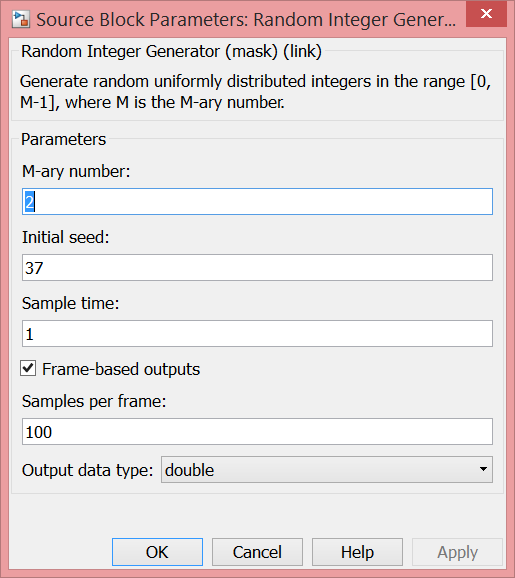 Source Block Parameters: Random Integer Gener...
Random Integer Generator (mask) (link)
Generate random uniformly distributed integers in the range [0,
M-1], where M is the M-ary number.
Parameters
M-ary number:
2
Initial seed:
37
Sample time:
1
Frame-based outputs
Samples per frame:
100
Output data type: double
OK Cancel Help Apply